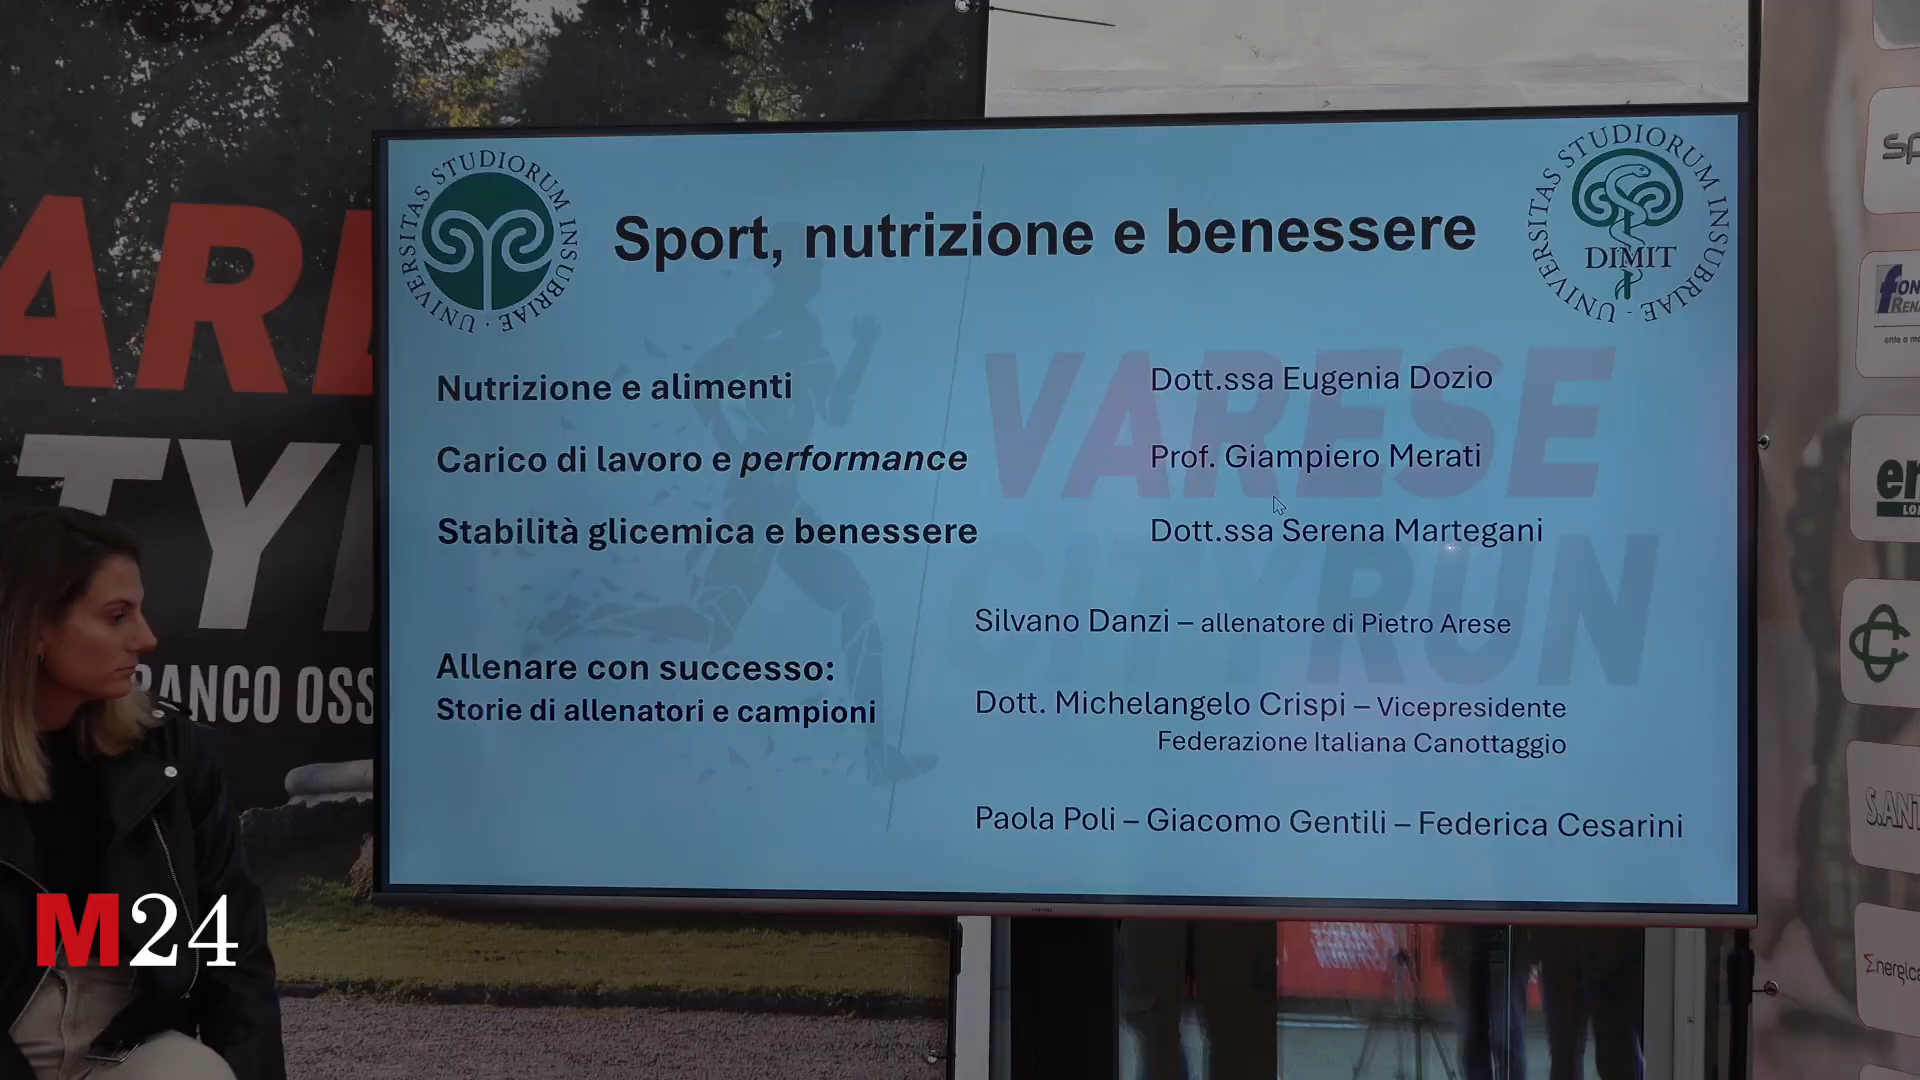 UNIVERSITAS STUDIORUM INSUBRIAE
Sport, nutrizione e benessere
UNIVERSITAS STUDIORUM INSUBRIAE
DIMIT
Nutrizione e alimenti
Dott.ssa Eugenia Dozio
Carico di lavoro e performance
Prof. Giampiero Merati
Stabilità glicemica e benessere
Dott.ssa Serena Martegani
VARESE
CITYRUN
Silvano Danzi – allenatore di Pietro Arese
Allenare con successo:
Storie di allenatori e campioni
Dott. Michelangelo Crispi – Vicepresidente
Federazione Italiana Canottaggio
Paola Poli – Giacomo Gentili – Federica Cesarini
M24